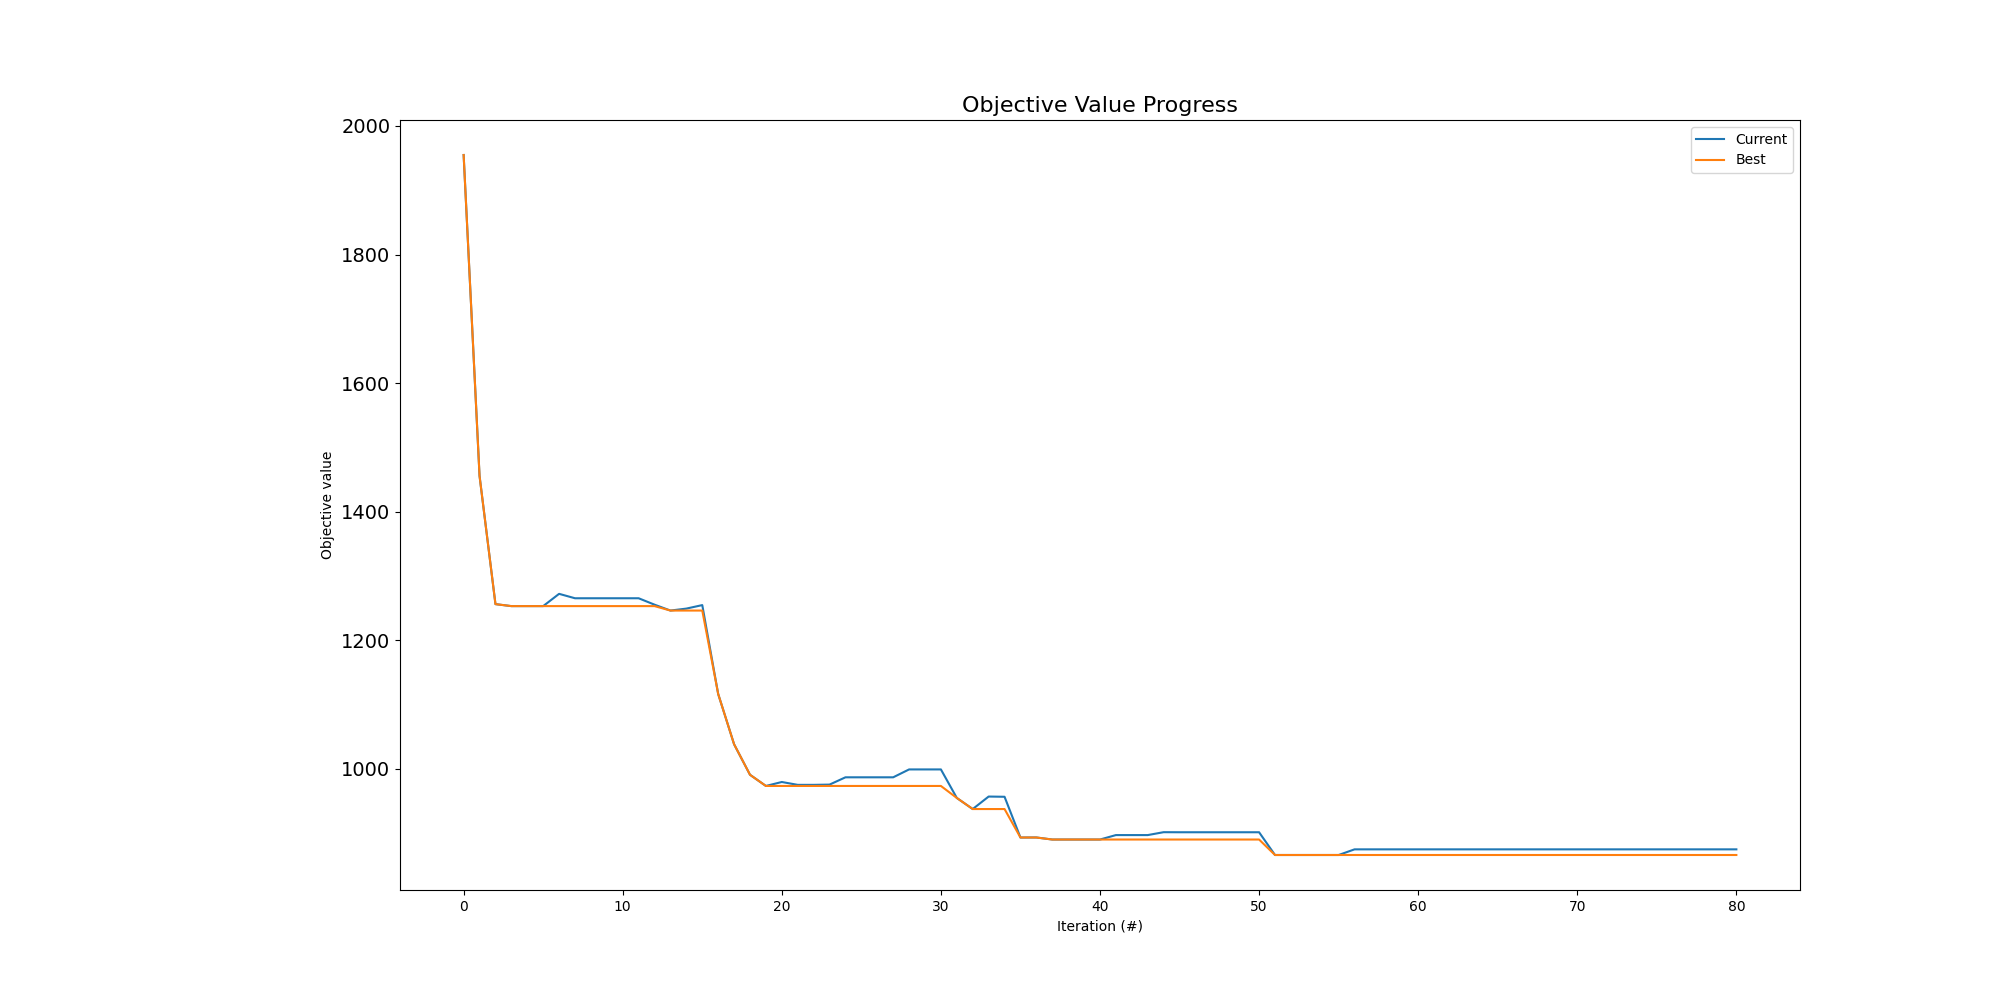 Objective Value Progress
2000
1800
1600
1400
1200
1000
Objective value
Current
Best
0 10 20 30 40 50 60 70 80
Iteration (#)